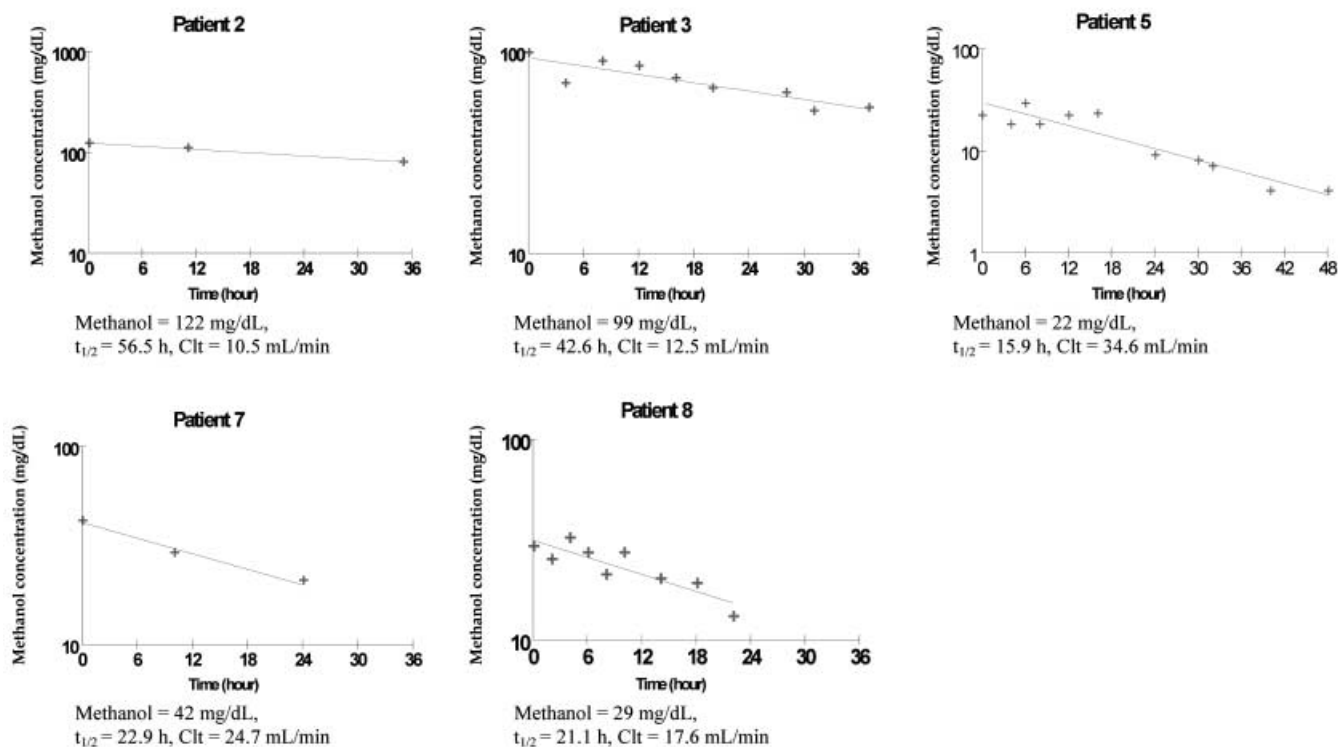 Patient 2
Methanol concentration (mg/dL)
1000
100
10
0 6 12 18 24 30 36
Time (hour)
Methanol = 122 mg/dL,
t1/2 = 56.5 h, Clt = 10.5 mL/min
Patient 3
Methanol concentration (mg/dL)
100
10
0 6 12 18 24 30 36
Time (hour)
Methanol = 99 mg/dL,
t1/2 = 42.6 h, Clt = 12.5 mL/min
Patient 5
Methanol concentration (mg/dL)
100
10
1
0 6 12 18 24 30 36 42 48
Time (hour)
Methanol = 22 mg/dL,
t1/2 = 15.9 h, Clt = 34.6 mL/min
Patient 7
Methanol concentration (mg/dL)
100
10
0 6 12 18 24 30 36
Time (hour)
Methanol = 42 mg/dL,
t1/2 = 22.9 h, Clt = 24.7 mL/min
Patient 8
Methanol concentration (mg/dL)
100
10
0 6 12 18 24 30 36
Time (hour)
Methanol = 29 mg/dL,
t1/2 = 21.1 h, Clt = 17.6 mL/min